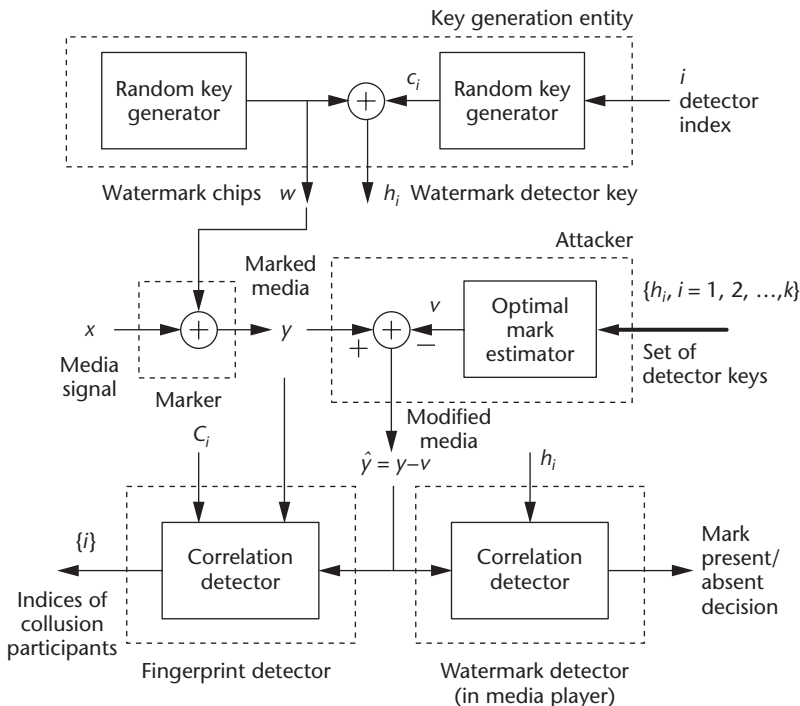 Key generation entity
Random key
generator
+
c_i
Random key
generator
i
detector
index
Watermark chips
w
h_i Watermark detector key
Attacker
Marked
media
{h_i, i = 1, 2, …,k}
x
Media
signal
+
Marker
y
+
+
−
v
Optimal
mark
estimator
Set of
detector keys
Modified
media
C_i
ŷ = y–v
h_i
{i}
Indices of
collusion
participants
Correlation
detector
Fingerprint detector
Correlation
detector
Mark
present/
absent
decision
Watermark detector
(in media player)